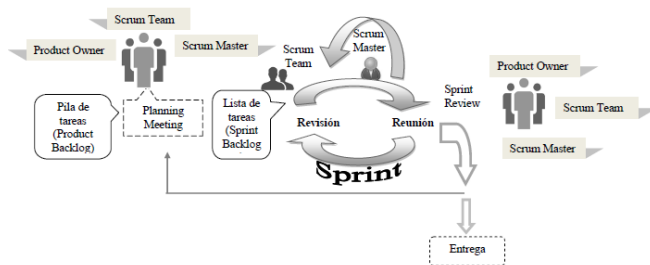 Scrum Team
Product Owner
Scrum Master
Pila de
tareas
(Product
Backlog)
Planning
Meeting
Scrum
Team
Scrum
Master
Lista de
tareas
(Sprint
Backlog
Revisión
Reunión
Sprint
Sprint
Review
Product Owner
Scrum Team
Scrum Master
Entrega